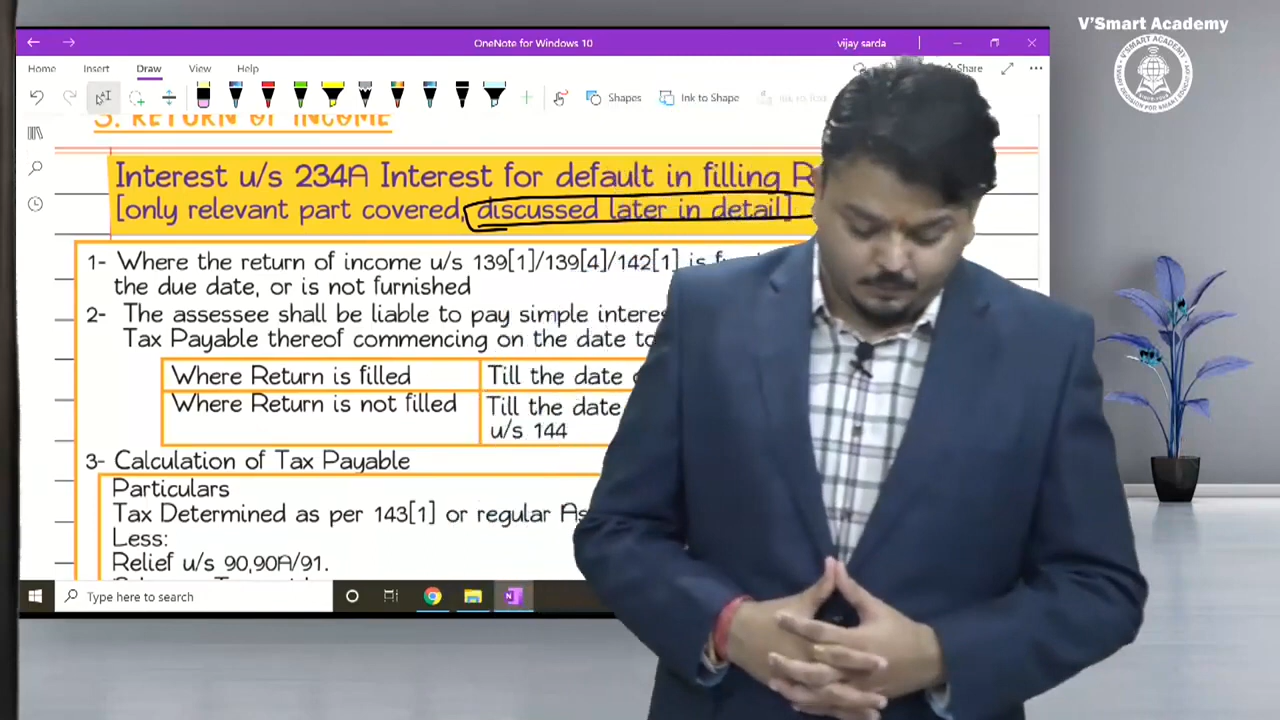 V'Smart Academy
OneNote for Windows 10
vijay sarda
Home
Insert
Draw
View
Help
Share
Shapes
Ink to Shape
3. RETURN OF INCOME
Interest u/s 234A Interest for default in filling
[only relevant part covered, discussed later in detail]
1- Where the return of income u/s 139[1]/139[4]/142[1] is
the due date, or is not furnished
2- The assessee shall be liable to pay simple
Tax Payable thereof commencing on the date
Where Return is filled
Till the date
Where Return is not filled
Till the date
u/s 144
3- Calculation of Tax Payable
Particulars
Tax Determined as per 143[1] or regular
Less:
Relief u/s 90,90A/91.
Type here to search